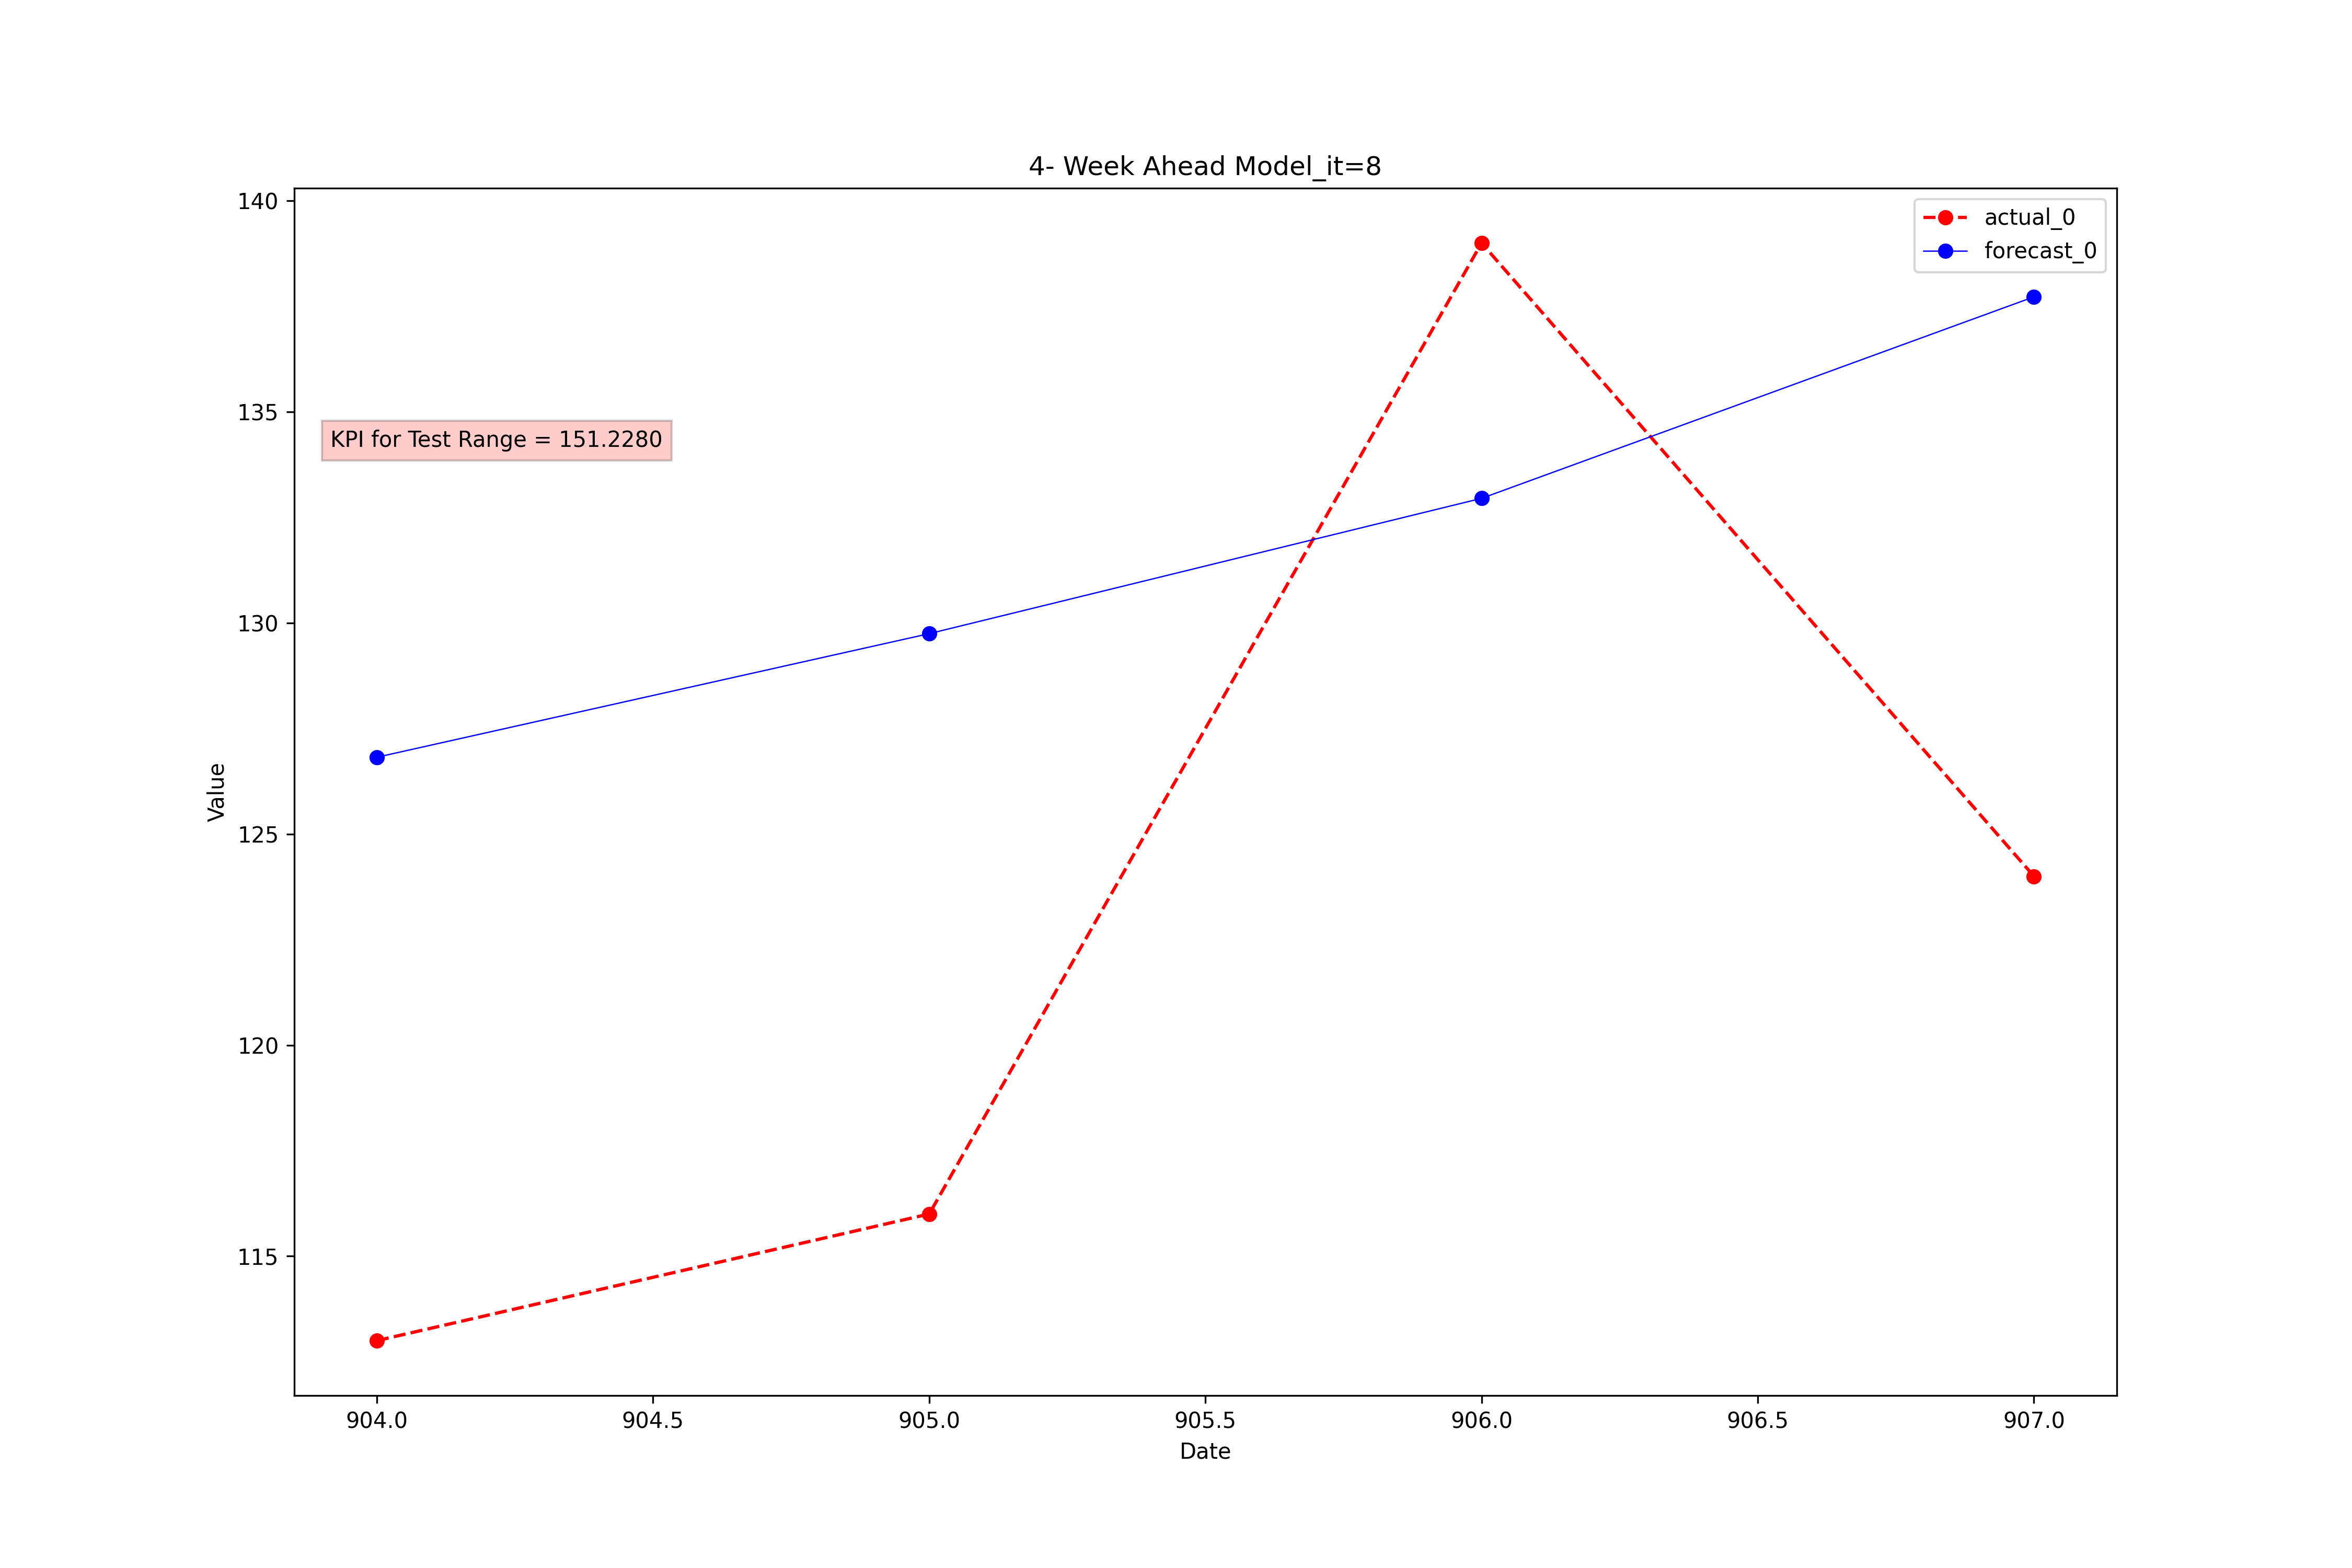 4- Week Ahead Model_it=8
140
135
130
125
120
115
Value
KPI for Test Range = 151.2280
actual_0
forecast_0
904.0 904.5 905.0 905.5 906.0 906.5 907.0
Date